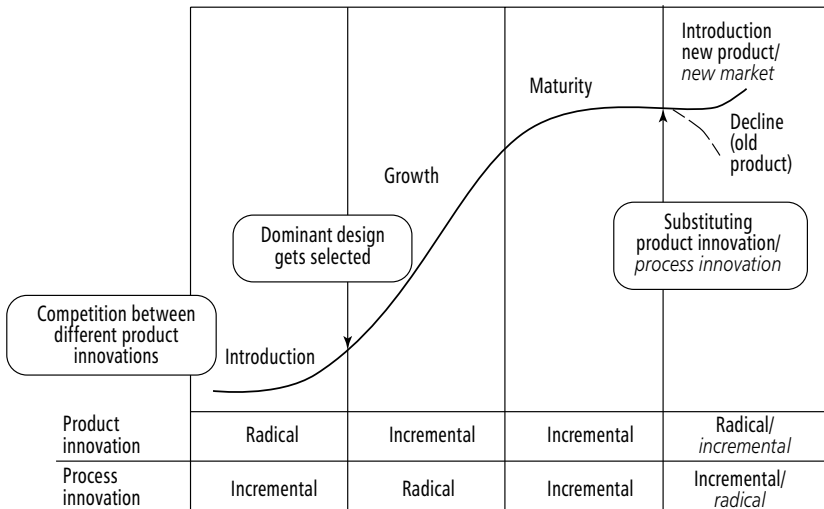 Introduction
new product/
new market
Maturity
Decline
(old
product)
Growth
Dominant design
gets selected
Substituting
product innovation/
process innovation
Competition between
different product
innovations
Introduction
Product
innovation
Radical
Incremental
Incremental
Radical/
incremental
Process
innovation
Incremental
Radical
Incremental
Incremental/
radical